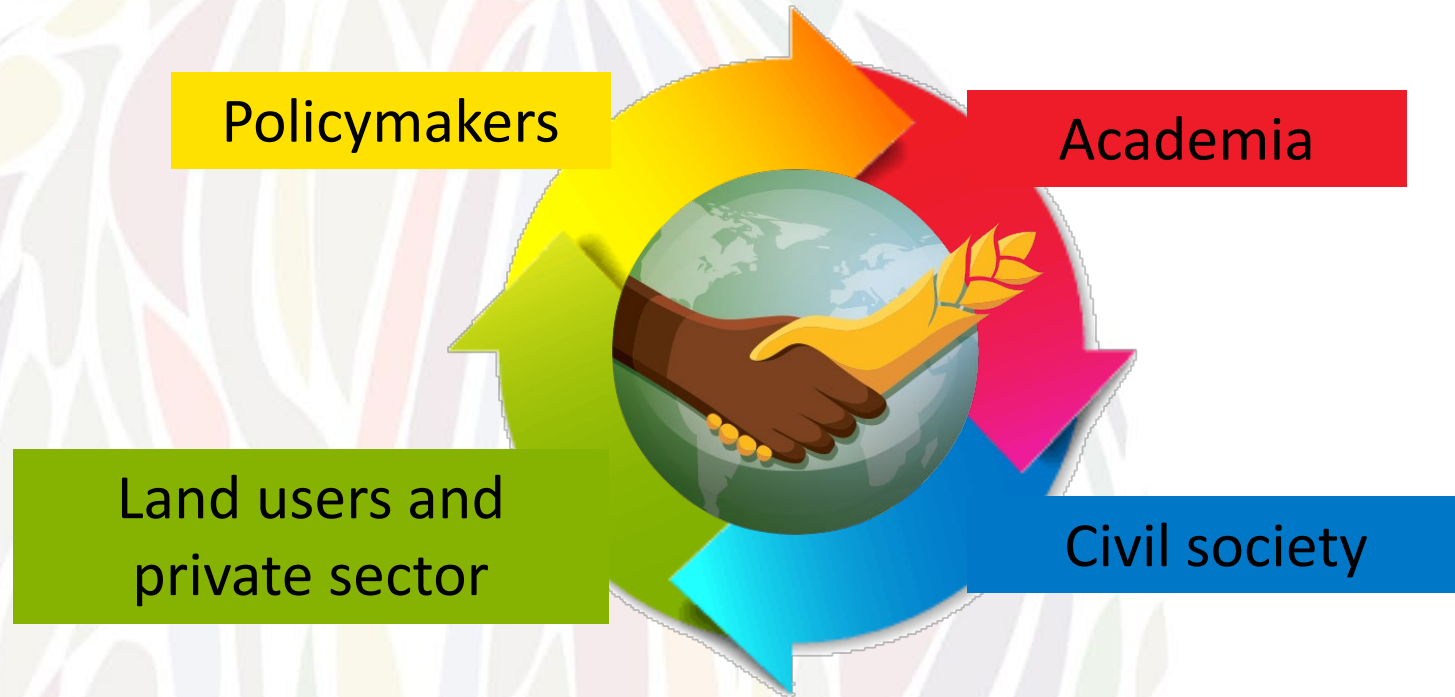 Policymakers
Academia
Land users and
private sector
Civil society